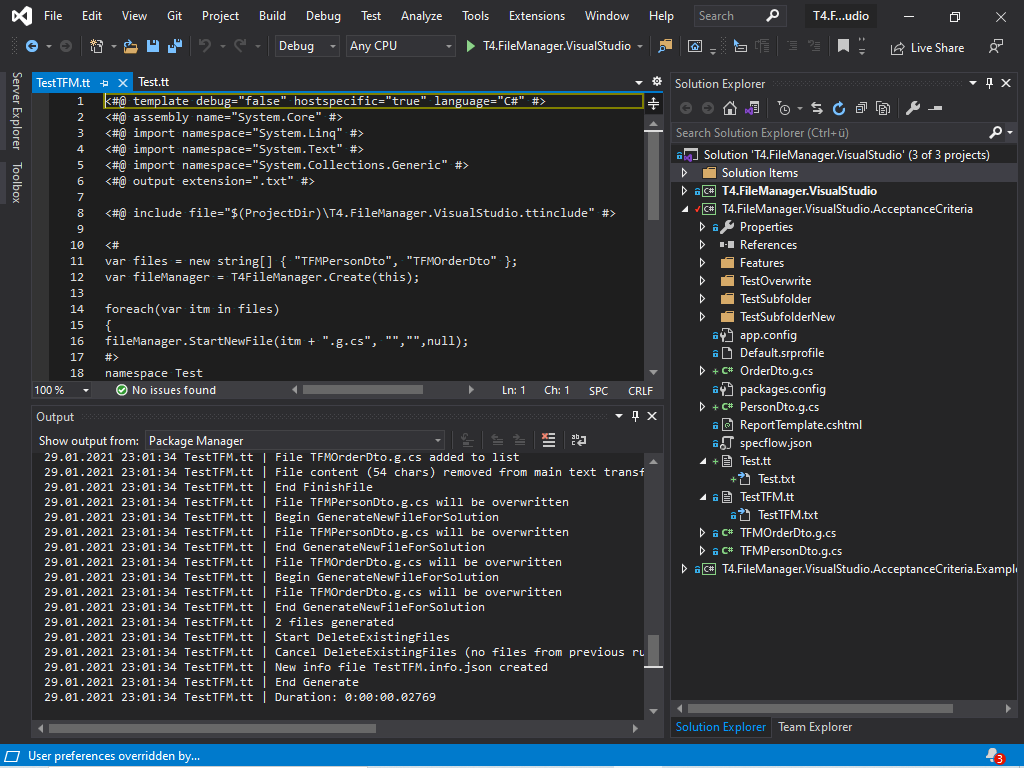 File Edit View Git Project Build Debug Test Analyze Tools Extensions Window Help Search T4.F...udio
Debug Any CPU T4.FileManager.VisualStudio Live Share
Server Explorer
Toolbox
TestTFM.tt Test.tt
1 <#@ template debug="false" hostspecific="true" language="C#" #>
2 <#@ assembly name="System.Core" #>
3 <#@ import namespace="System.Linq" #>
4 <#@ import namespace="System.Text" #>
5 <#@ import namespace="System.Collections.Generic" #>
6 <#@ output extension=".txt" #>
7
8 <#@ include file="$(ProjectDir)\T4.FileManager.VisualStudio.ttinclude" #>
9
10 <#
11 var files = new string[] { "TFMPersonDto", "TFMOrderDto" };
12 var fileManager = T4FileManager.Create(this);
13
14 foreach(var itm in files)
15 {
16 fileManager.StartNewFile(itm + ".g.cs", "","",null);
17 #>
18 namespace Test
100 % No issues found Ln: 1 Ch: 1 SPC CRLF
Output
Show output from: Package Manager
29.01.2021 23:01:34 TestTFM.tt | File TFMOrderDto.g.cs added to list
29.01.2021 23:01:34 TestTFM.tt | File content (54 chars) removed from main text transf
29.01.2021 23:01:34 TestTFM.tt | End FinishFile
29.01.2021 23:01:34 TestTFM.tt | File TFMPersonDto.g.cs will be overwritten
29.01.2021 23:01:34 TestTFM.tt | Begin GenerateNewFileForSolution
29.01.2021 23:01:34 TestTFM.tt | File TFMPersonDto.g.cs will be overwritten
29.01.2021 23:01:34 TestTFM.tt | End GenerateNewFileForSolution
29.01.2021 23:01:34 TestTFM.tt | File TFMOrderDto.g.cs will be overwritten
29.01.2021 23:01:34 TestTFM.tt | Begin GenerateNewFileForSolution
29.01.2021 23:01:34 TestTFM.tt | File TFMOrderDto.g.cs will be overwritten
29.01.2021 23:01:34 TestTFM.tt | End GenerateNewFileForSolution
29.01.2021 23:01:34 TestTFM.tt | 2 files generated
29.01.2021 23:01:34 TestTFM.tt | Start DeleteExistingFiles
29.01.2021 23:01:34 TestTFM.tt | Cancel DeleteExistingFiles (no files from previous ru
29.01.2021 23:01:34 TestTFM.tt | New info file TestTFM.info.json created
29.01.2021 23:01:34 TestTFM.tt | End Generate
29.01.2021 23:01:34 TestTFM.tt | Duration: 0:00:00.02769
Solution Explorer
Search Solution Explorer (Ctrl+ü)
Solution 'T4.FileManager.VisualStudio' (3 of 3 projects)
Solution Items
C# T4.FileManager.VisualStudio
C# T4.FileManager.VisualStudio.AcceptanceCriteria
Properties
References
Features
TestOverwrite
TestSubfolder
TestSubfolderNew
app.config
Default.srprofile
C# OrderDto.g.cs
packages.config
C# PersonDto.g.cs
ReportTemplate.cshtml
specflow.json
Test.tt
Test.txt
TestTFM.tt
TestTFM.txt
C# TFMOrderDto.g.cs
C# TFMPersonDto.g.cs
C# T4.FileManager.VisualStudio.AcceptanceCriteria.Example
Solution Explorer Team Explorer
User preferences overridden by... 3